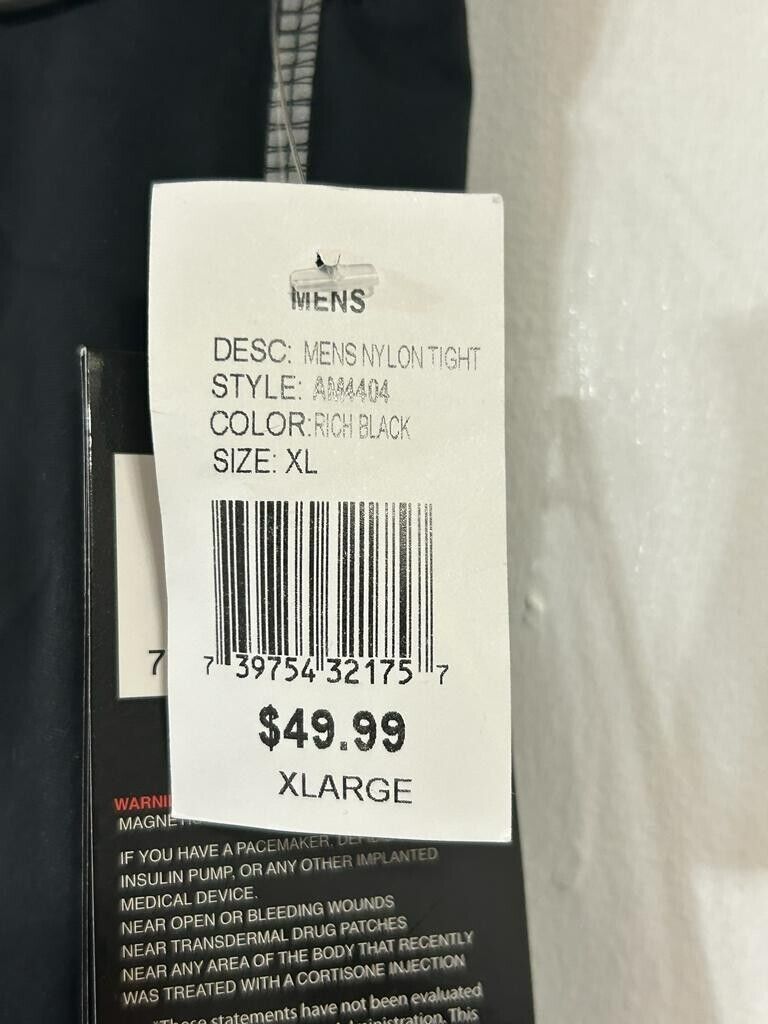 MENS
DESC: MENS NYLON TIGHT
STYLE: AM4404
COLOR: RICH BLACK
SIZE: XL
7 39754 32175 7
$49.99
XLARGE
7
IF YOU HAVE A PACEMAKER,
INSULIN PUMP, OR ANY OTHER IMPLANTED
MEDICAL DEVICE.
NEAR OPEN OR BLEEDING WOUNDS
NEAR TRANSDERMAL DRUG PATCHES
NEAR ANY AREA OF THE BODY THAT RECENTLY
WAS TREATED WITH A CORTISONE INJECTION
*These statements have not been evaluated
This